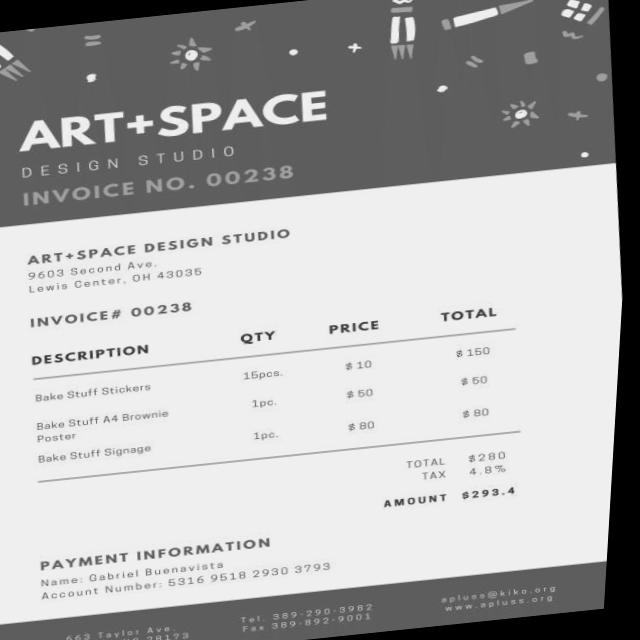 ART+SPACE
DESIGN STUDIO
INVOICE NO. 00238
ART+SPACE DESIGN STUDIO
9603 Second Ave.
Lewis Center, OH 43035
INVOICE# 00238
DESCRIPTION QTY PRICE TOTAL
Bake Stuff Stickers 15pcs. $ 10 $ 150
Bake Stuff A4 Brownie 1pc. $ 50 $ 50
Poster
Bake Stuff Signage 1pc. $ 80 $ 80
TOTAL $280
TAX 4.8%
AMOUNT $293.4
PAYMENT INFORMATION
Name: Gabriel Buenavista
Account Number: 5316 9518 2930 3793
663 Taylor Ave. Tel. 389-290-3982 apluss@kiko.org
28173 Fax 389-892-9001 www.apluss.org